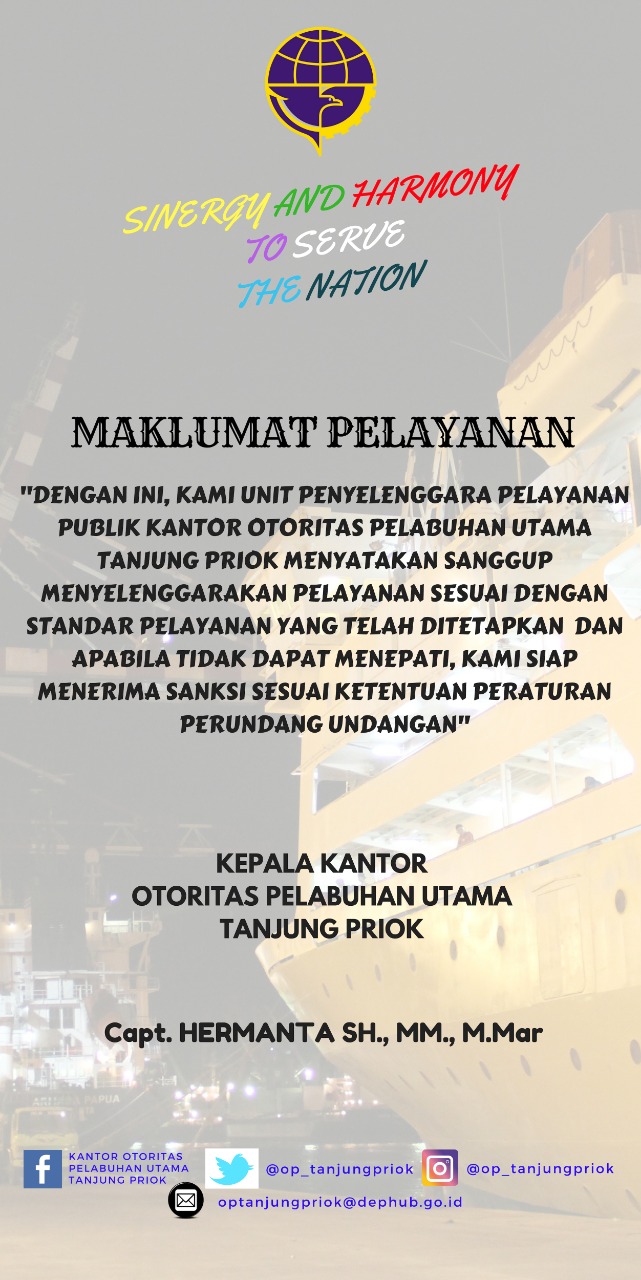 SINERGY AND HARMONY
TO SERVE
THE NATION
MAKLUMAT PELAYANAN
"DENGAN INI, KAMI UNIT PENYELENGGARA PELAYANAN
PUBLIK KANTOR OTORITAS PELABUHAN UTAMA
TANJUNG PRIOK MENYATAKAN SANGGUP
MENYELENGGARAKAN PELAYANAN SESUAI DENGAN
STANDAR PELAYANAN YANG TELAH DITETAPKAN DAN
APABILA TIDAK DAPAT MENEPATI, KAMI SIAP
MENERIMA SANKSI SESUAI KETENTUAN PERATURAN
PERUNDANG UNDANGAN"
KEPALA KANTOR
OTORITAS PELABUHAN UTAMA
TANJUNG PRIOK
Capt. HERMANTA SH., MM., M.Mar
PAPUA
KANTOR OTORITAS
PELABUHAN UTAMA
TANJUNG PRIOK
@op_tanjungpriok
@op_tanjungpriok
optanjungpriok@dephub.go.id